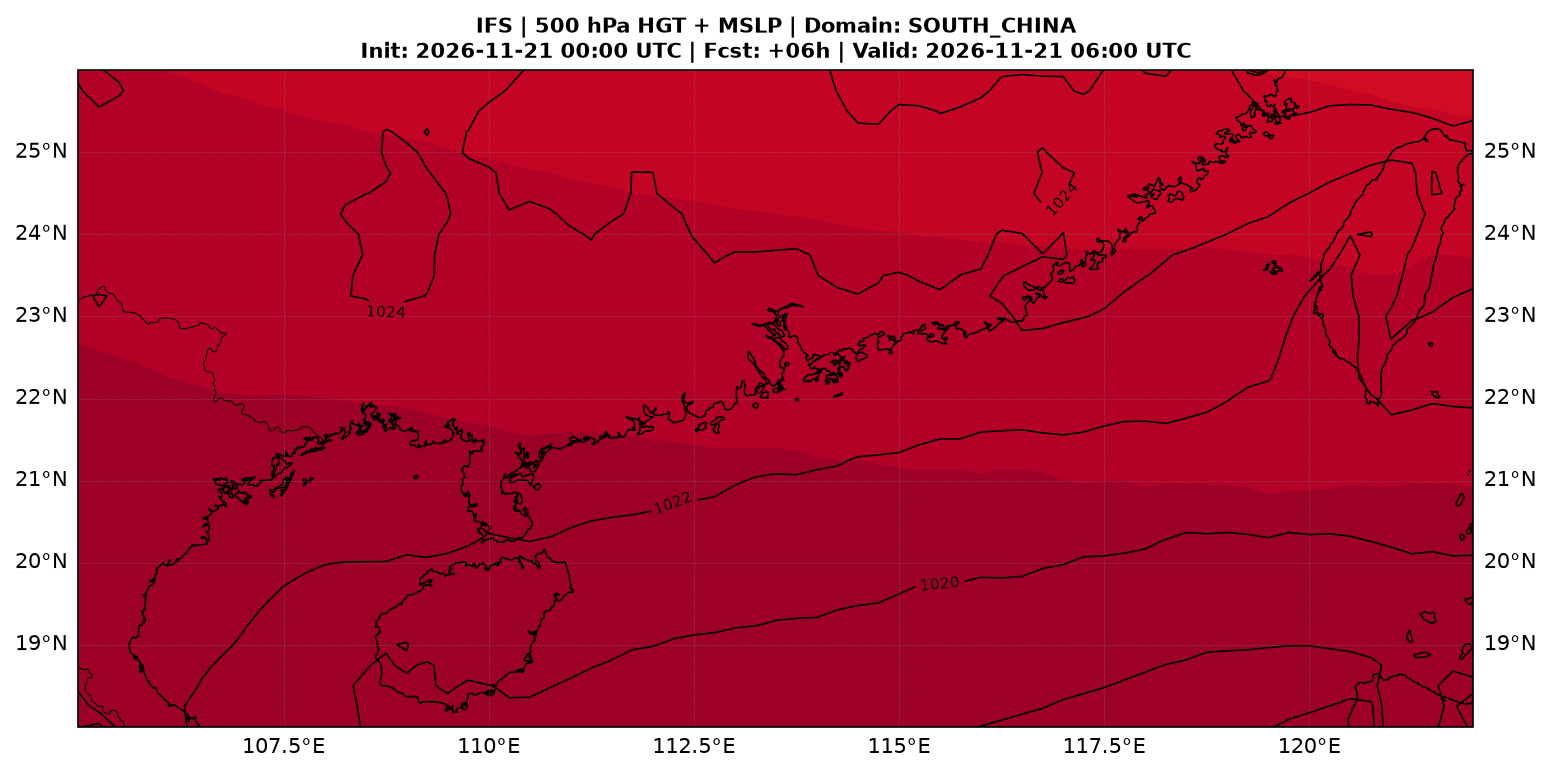 IFS | 500 hPa HGT + MSLP | Domain: SOUTH_CHINA
Init: 2026-11-21 00:00 UTC | Fcst: +06h | Valid: 2026-11-21 06:00 UTC
25°N 25°N
1024
24°N 24°N
23°N 1024 23°N
22°N 22°N
21°N 21°N
1022
20°N 20°N
1020
19°N 19°N
107.5°E 110°E 112.5°E 115°E 117.5°E 120°E